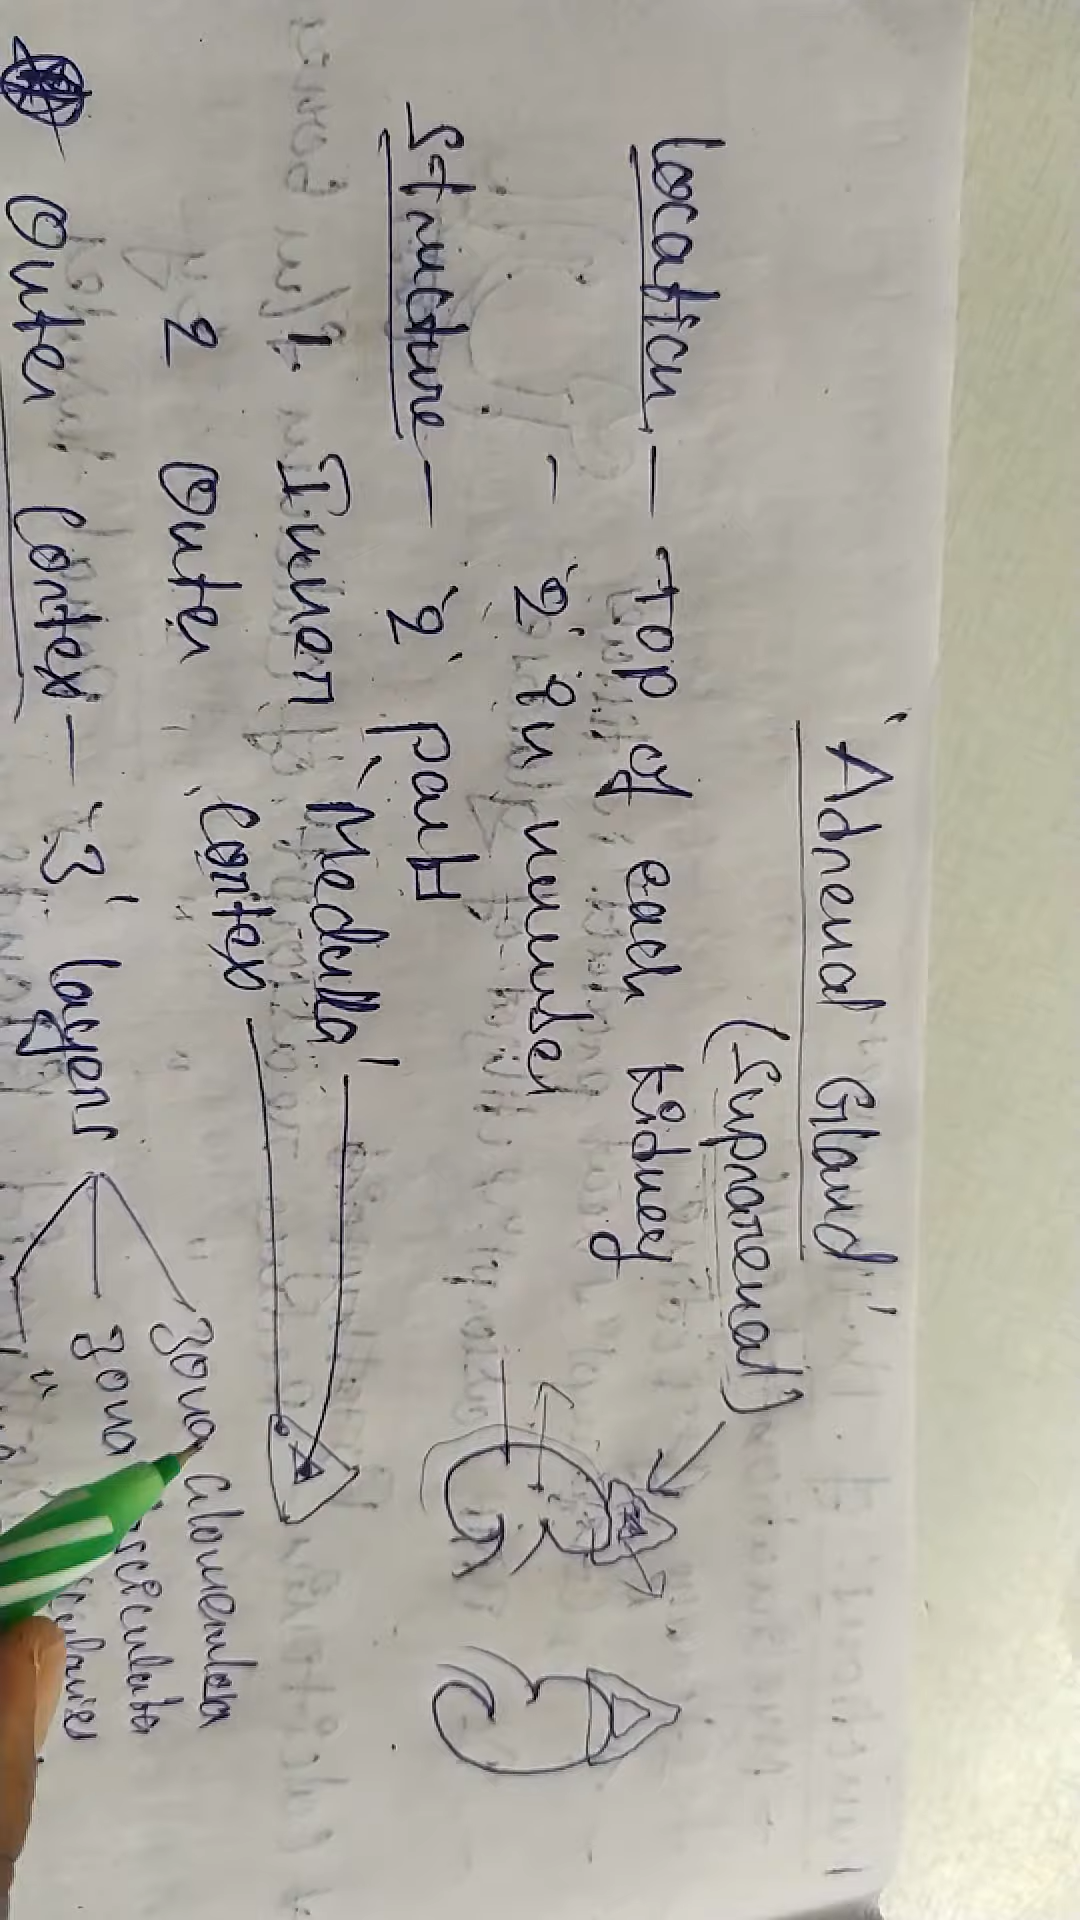 'Adrenal Gland'
(Suprarenal)
Location - Top of each kidney
- '2' in number
Structure - '2' part
1 Inner 'Medulla'
2 Outer 'Cortex
Outer Cortex - '3' layers
Zona Glomerulosa
Zona
"